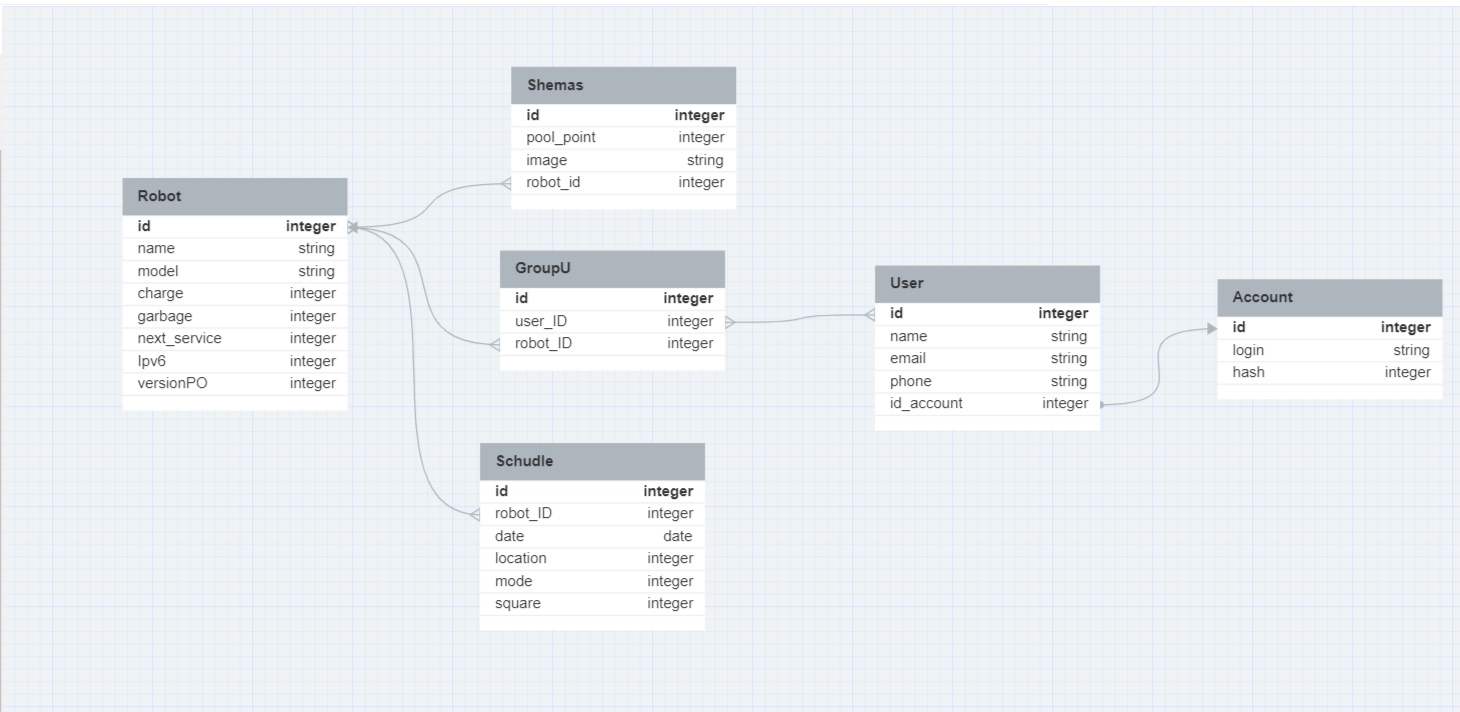 Shemas
id integer
pool_point integer
image string
robot_id integer
Robot
id integer
name string
model string
charge integer
garbage integer
next_service integer
Ipv6 integer
versionPO integer
GroupU
id integer
user_ID integer
robot_ID integer
User
id integer
name string
email string
phone string
id_account integer
Account
id integer
login string
hash integer
Schudle
id integer
robot_ID integer
date date
location integer
mode integer
square integer